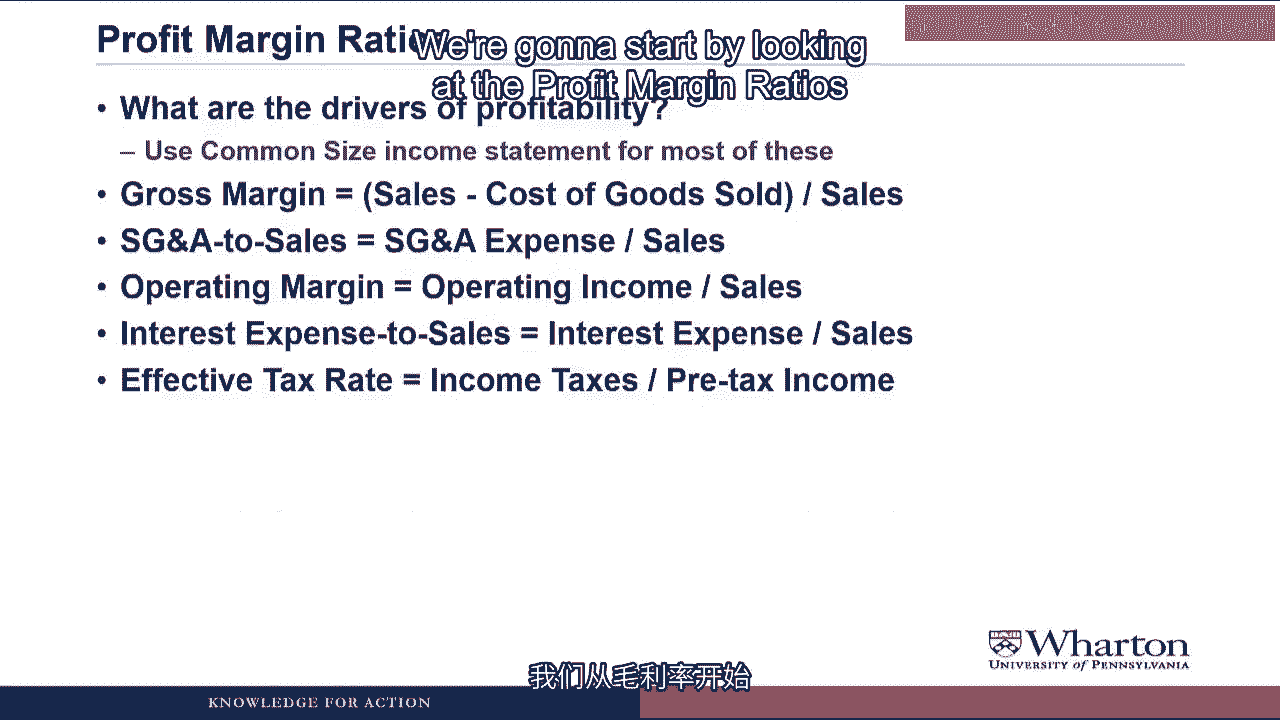 Profit Margin Ratio
We're gonna start by looking
at the Profit Margin Ratios
• What are the drivers of profitability?
– Use Common Size income statement for most of these
• Gross Margin = (Sales - Cost of Goods Sold) / Sales
• SG&A-to-Sales = SG&A Expense / Sales
• Operating Margin = Operating Income / Sales
• Interest Expense-to-Sales = Interest Expense / Sales
• Effective Tax Rate = Income Taxes / Pre-tax Income
Wharton
UNIVERSITY of PENNSYLVANIA
我们从毛利率开始
KNOWLEDGE FOR ACTION